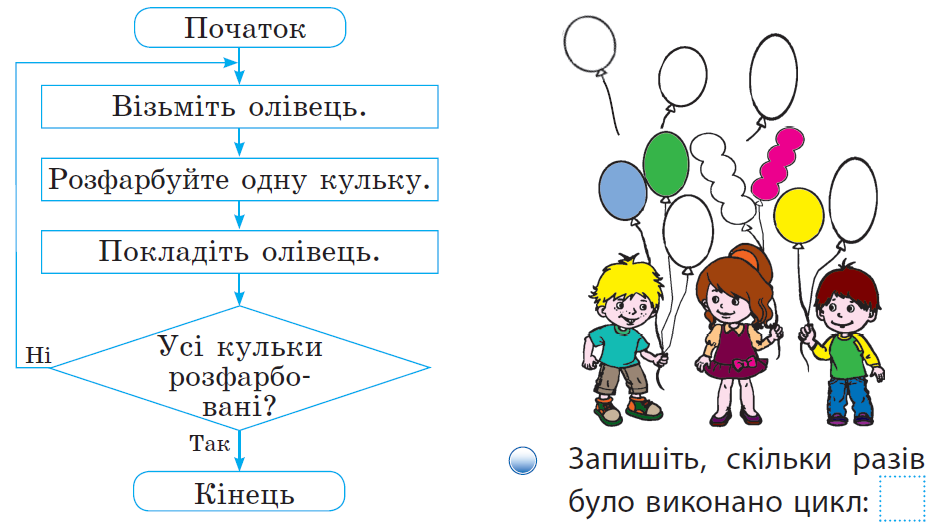 Початок
Візьміть олівець.
Розфарбуйте одну кульку.
Покладіть олівець.
Усі кульки
розфарбо-
вані?
Ні
Так
Кінець
Запишіть, скільки разів
було виконано цикл: